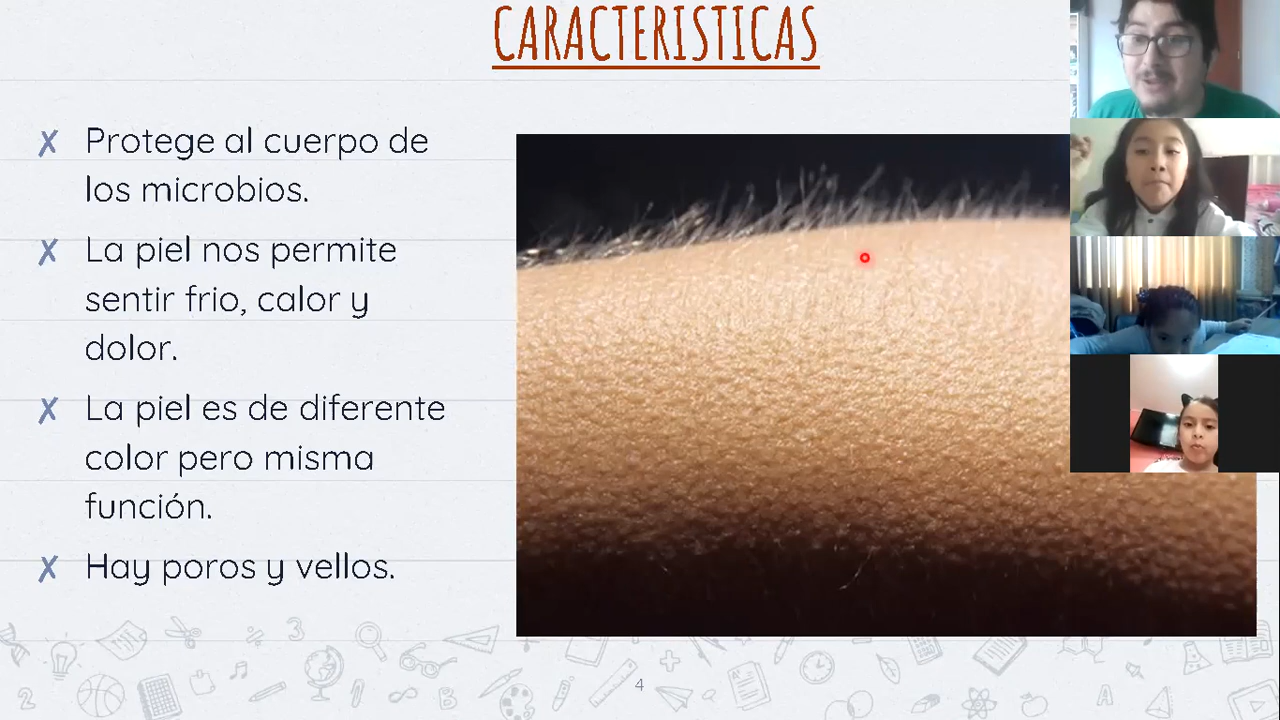 CARACTERISTICAS
✗ Protege al cuerpo de
los microbios.
✗ La piel nos permite
sentir frio, calor y
dolor.
✗ La piel es de diferente
color pero misma
función.
✗ Hay poros y vellos.
4